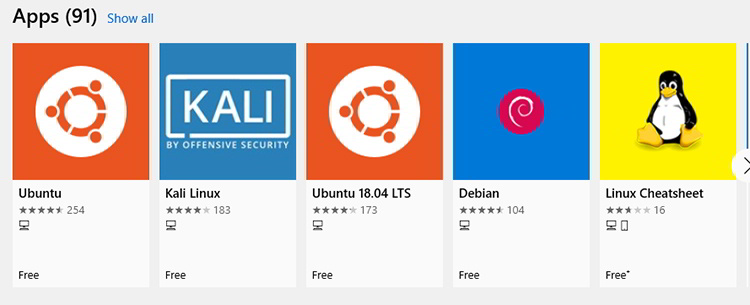 Apps (91) Show all
KALI
BY OFFENSIVE SECURITY
Ubuntu
254
Free
Kali Linux
183
Free
Ubuntu 18.04 LTS
173
Free
Debian
104
Free
Linux Cheatsheet
16
Free*